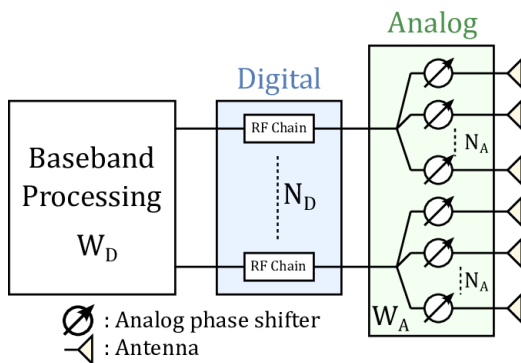 Analog
Digital
Baseband
Processing
W_D
RF Chain
N_D
RF Chain
N_A
N_A
W_A
: Analog phase shifter
: Antenna